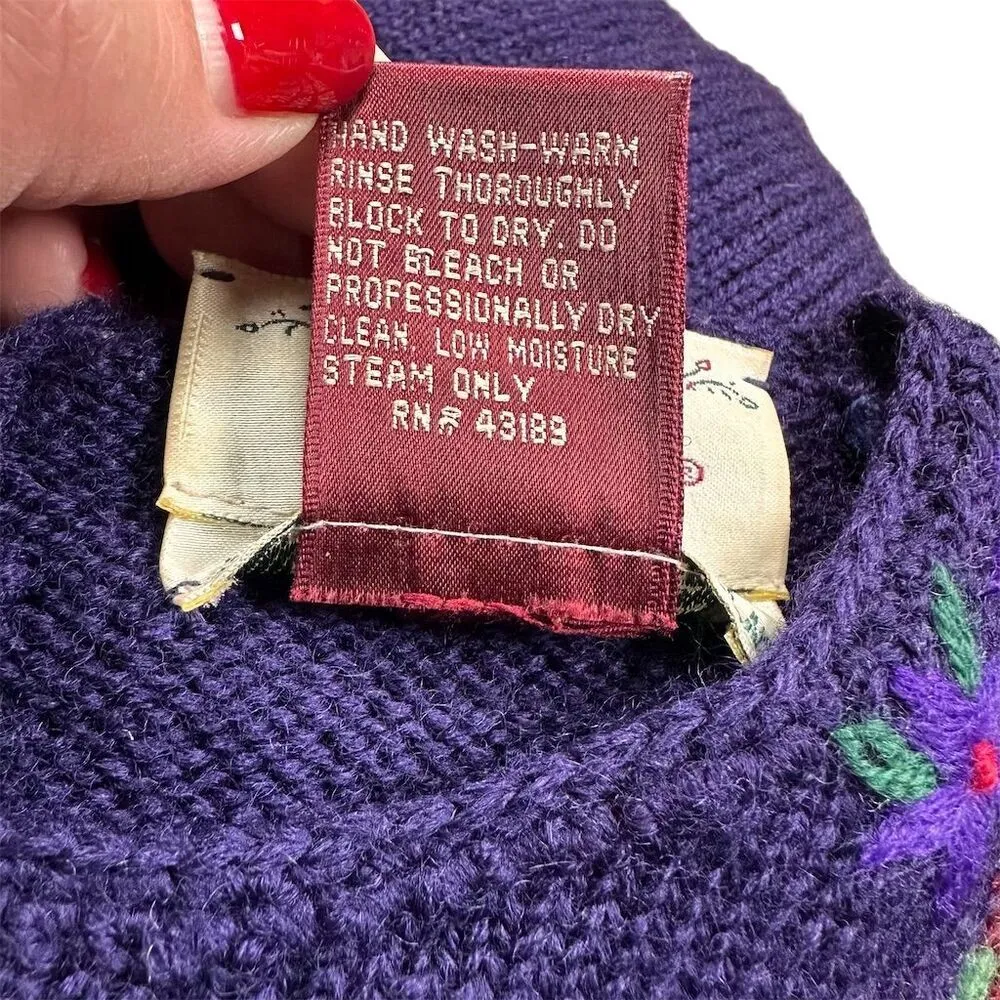 HAND WASH-WARM
RINSE THOROUGHLY
BLOCK TO DRY. DO
NOT BLEACH OR
PROFESSIONALLY DRY
CLEAN. LOW MOISTURE
STEAM ONLY
RN# 43189